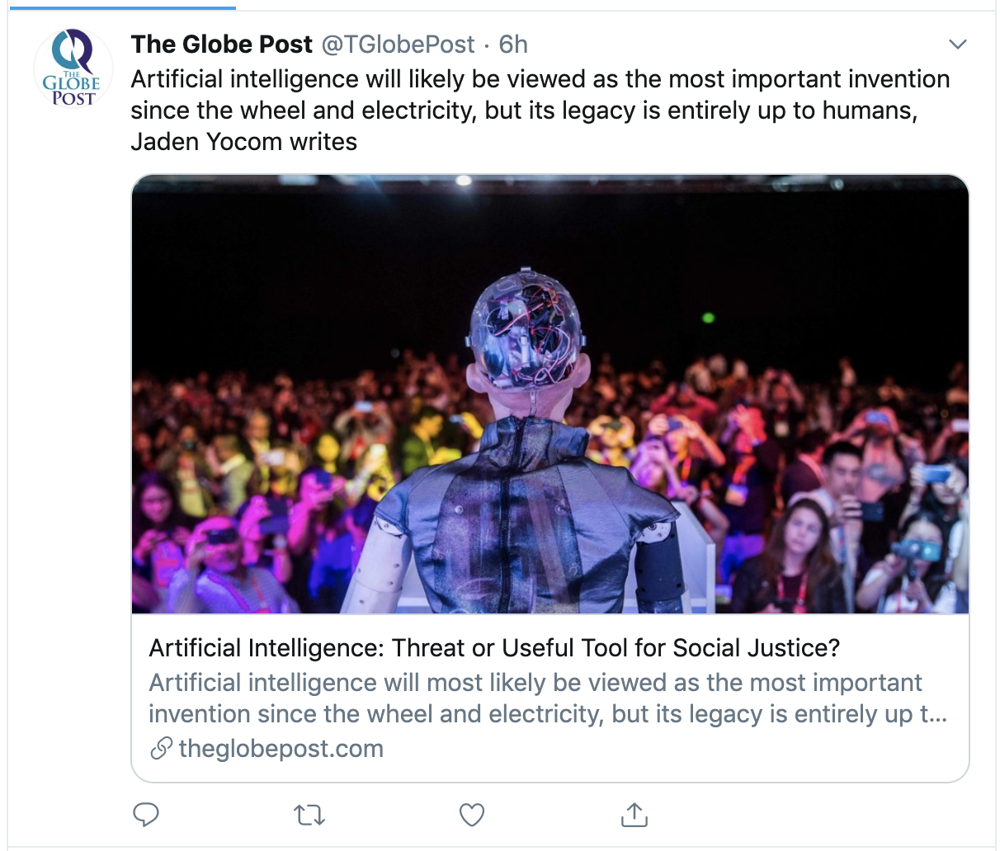 The Globe Post @TGlobePost · 6h
THE
GLOBE
POST
Artificial intelligence will likely be viewed as the most important invention
since the wheel and electricity, but its legacy is entirely up to humans,
Jaden Yocom writes
Artificial Intelligence: Threat or Useful Tool for Social Justice?
Artificial intelligence will most likely be viewed as the most important
invention since the wheel and electricity, but its legacy is entirely up t...
theglobepost.com